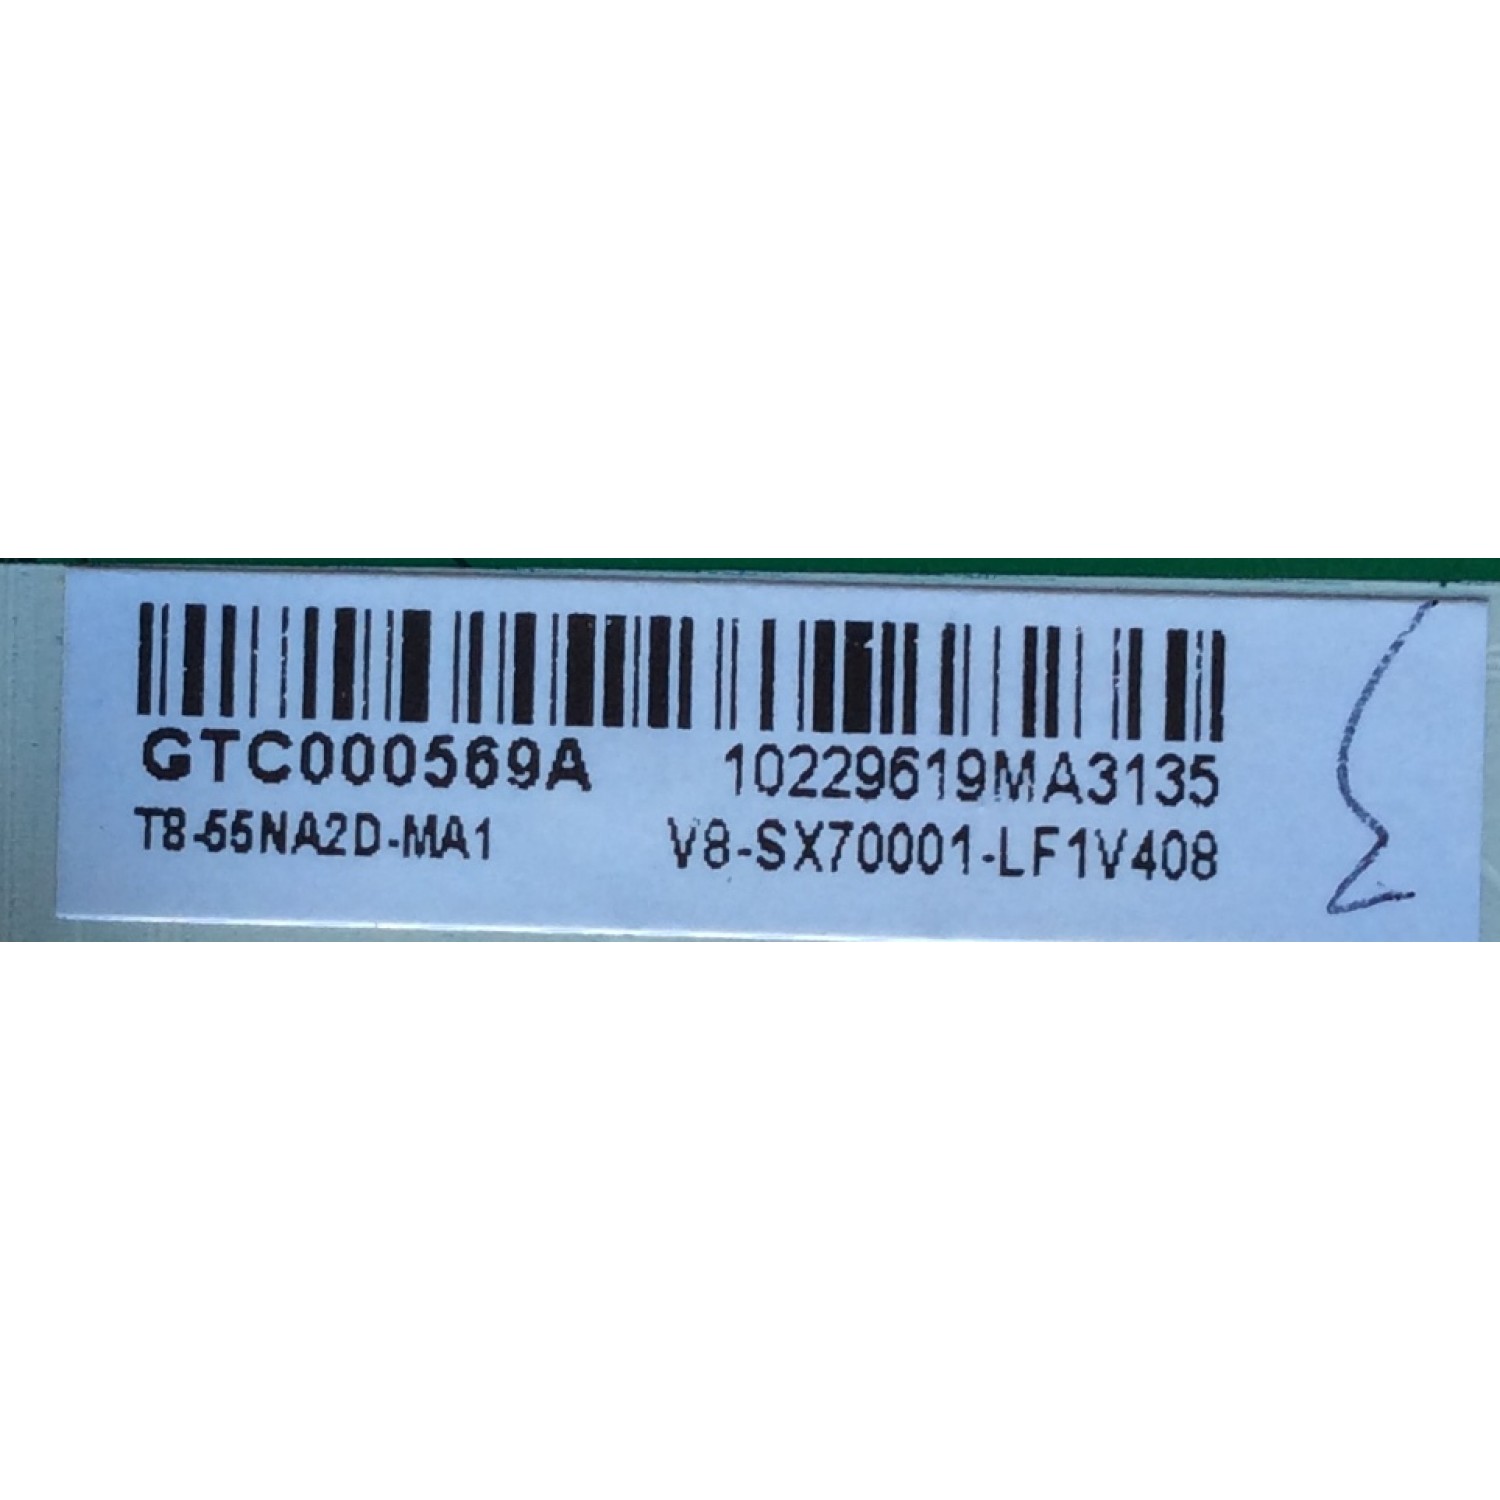 GTC000569A 10229619MA3135
T8-55NA2D-MA1 V8-SX70001-LF1V408